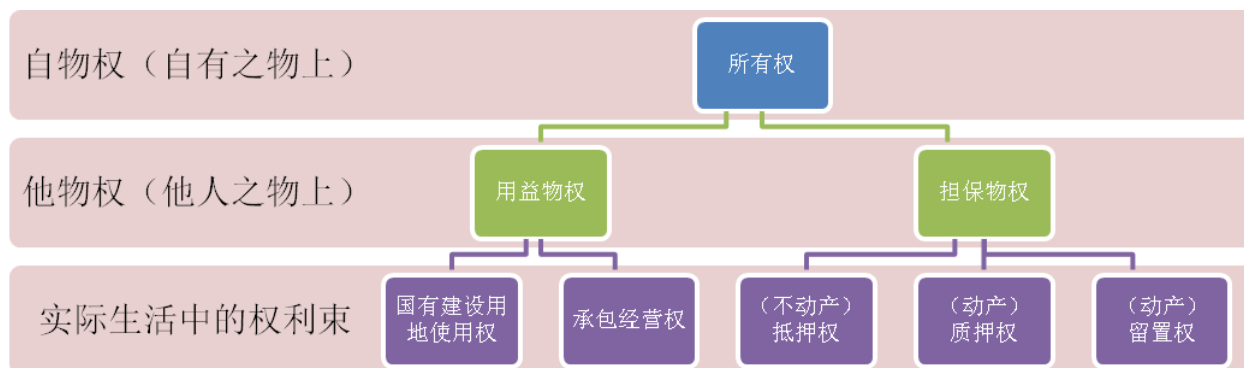 自物权（自有之物上）
所有权
他物权（他人之物上）
用益物权
担保物权
实际生活中的权利束
国有建设用
地使用权
承包经营权
（不动产）
抵押权
（动产）
质押权
（动产）
留置权